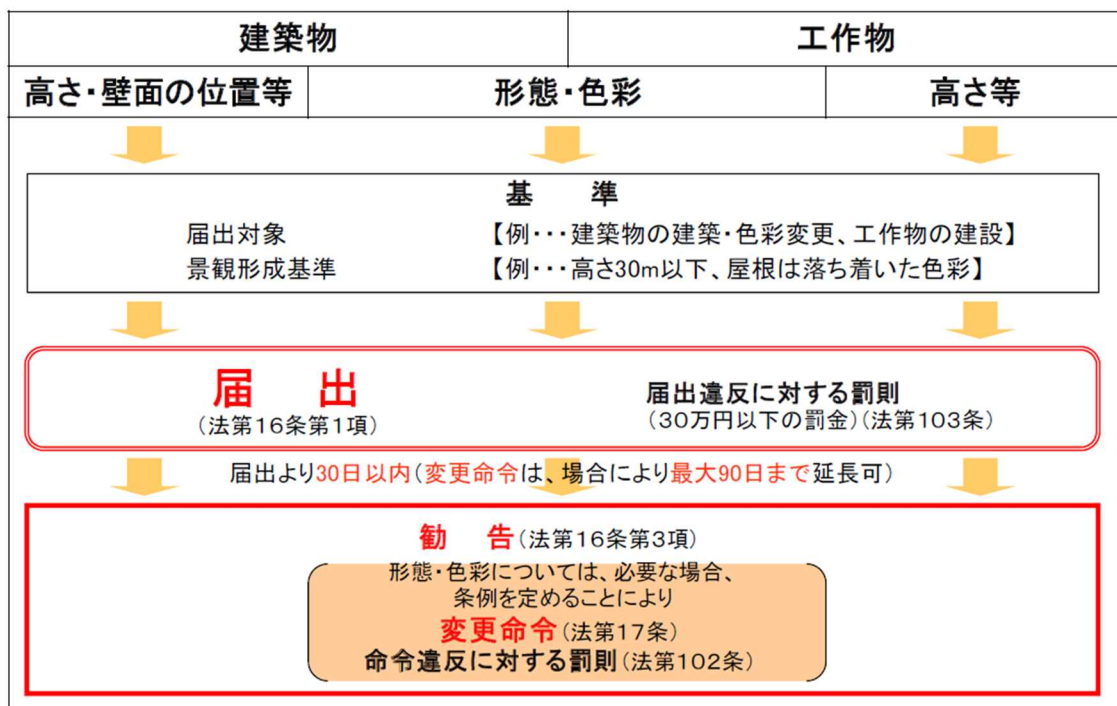 建築物 工作物
高さ・壁面の位置等 形態・色彩 高さ等
基 準
届出対象 【例・・・建築物の建築・色彩変更、工作物の建設】
景観形成基準 【例・・・高さ30m以下、屋根は落ち着いた色彩】
届 出 届出違反に対する罰則
(法第16条第1項) (30万円以下の罰金)(法第103条)
届出より30日以内(変更命令は、場合により最大90日まで延長可)
勧 告(法第16条第3項)
形態・色彩については、必要な場合、
条例を定めることにより
変更命令(法第17条)
命令違反に対する罰則(法第102条)